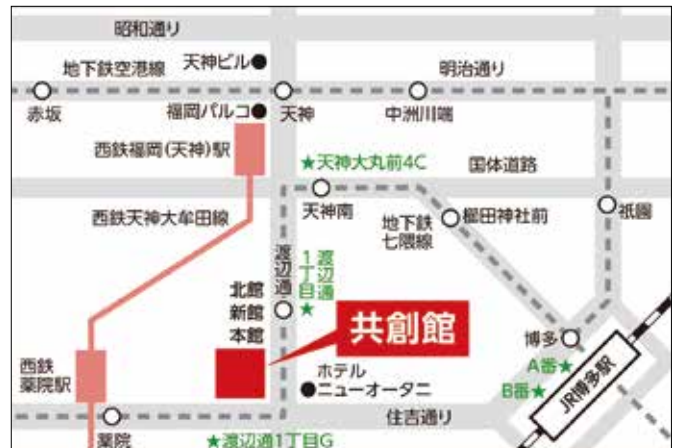 昭和通り
地下鉄空港線
天神ビル
明治通り
赤坂
福岡パルコ
天神
中洲川端
西鉄福岡(天神)駅
★天神大丸前4C
国体道路
西鉄天神大牟田線
天神南
地下鉄
七隈線
櫛田神社前
祇園
渡辺通
渡辺通
1丁目
★
北館
新館
本館
共創館
博多
A番★
B番★
JR博多駅
西鉄
薬院駅
ホテル
ニューオータニ
住吉通り
薬院
★渡辺通1丁目G